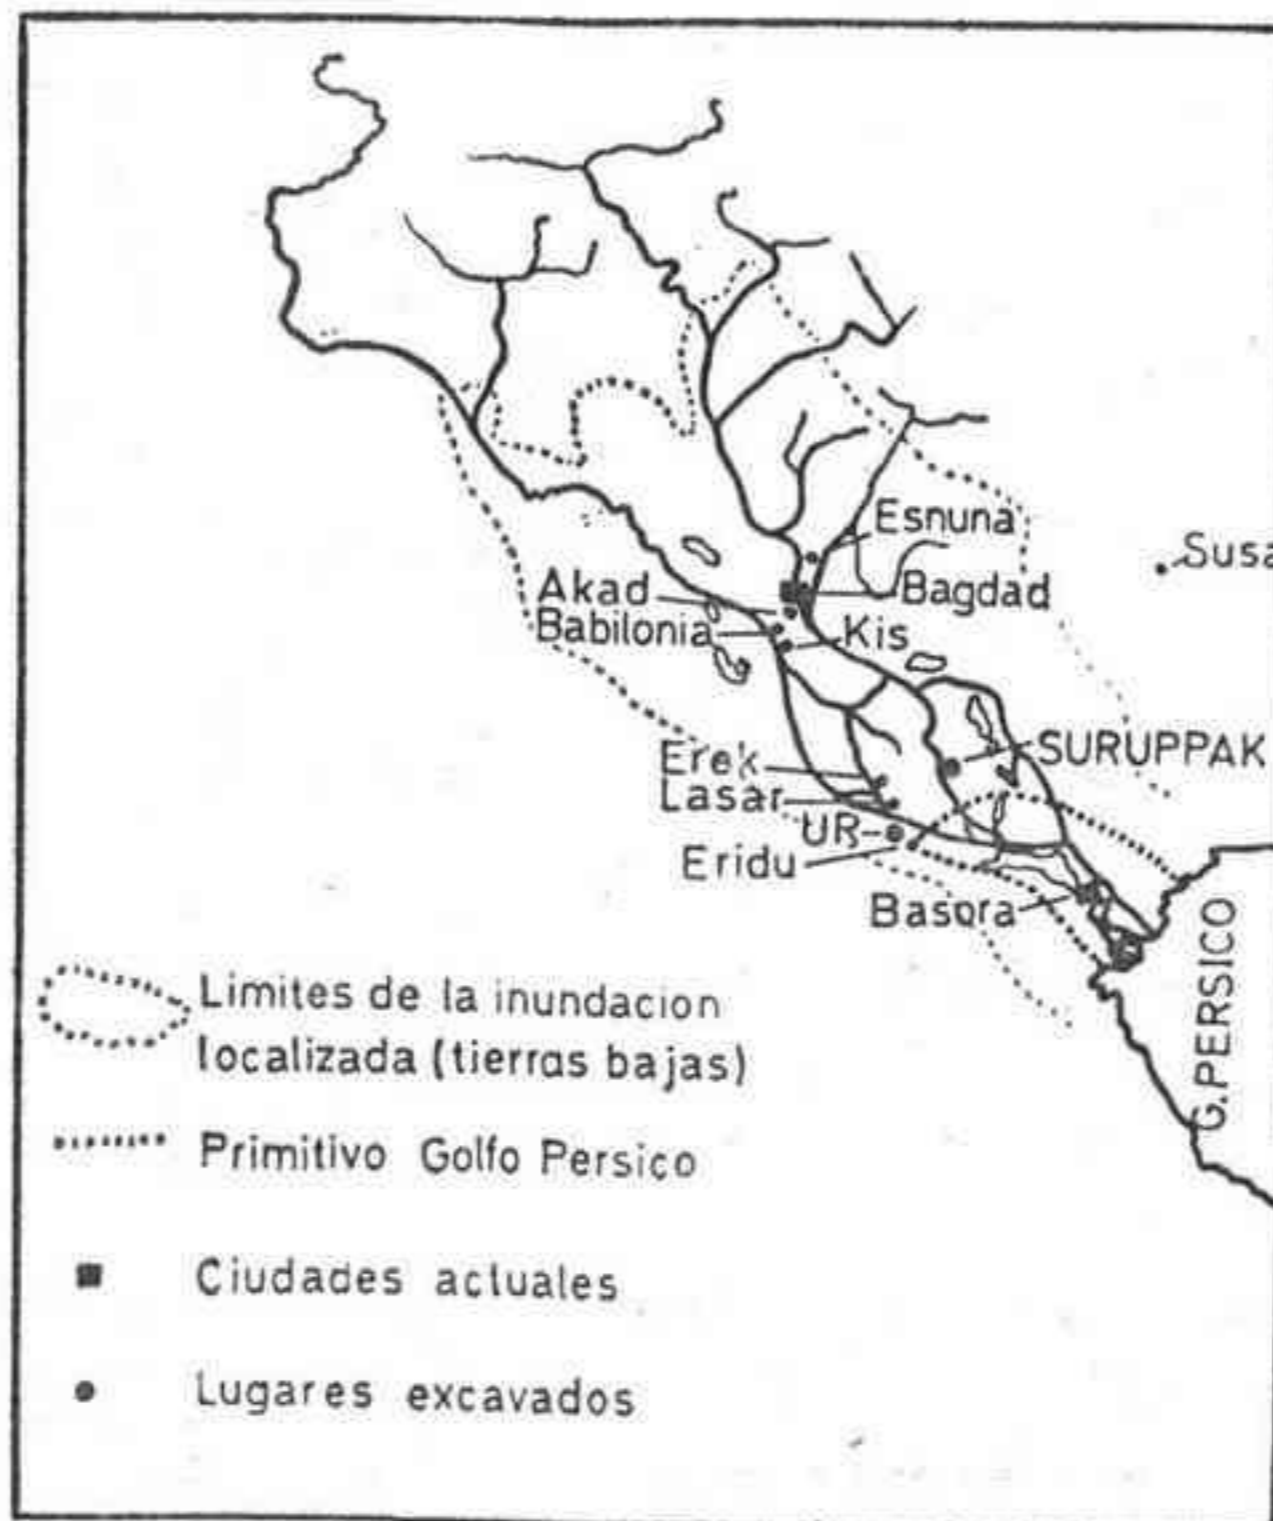 Esnuna
Susa
Akad
Bagdad
Babilonia
Kis
SURUPPAK
Erek
Lasar
UR
Eridu
Basora
G. PERSICO
Limites de la inundacion
localizada (tierras bajas)
Primitivo Golfo Persico
Ciudades actuales
Lugares excavados